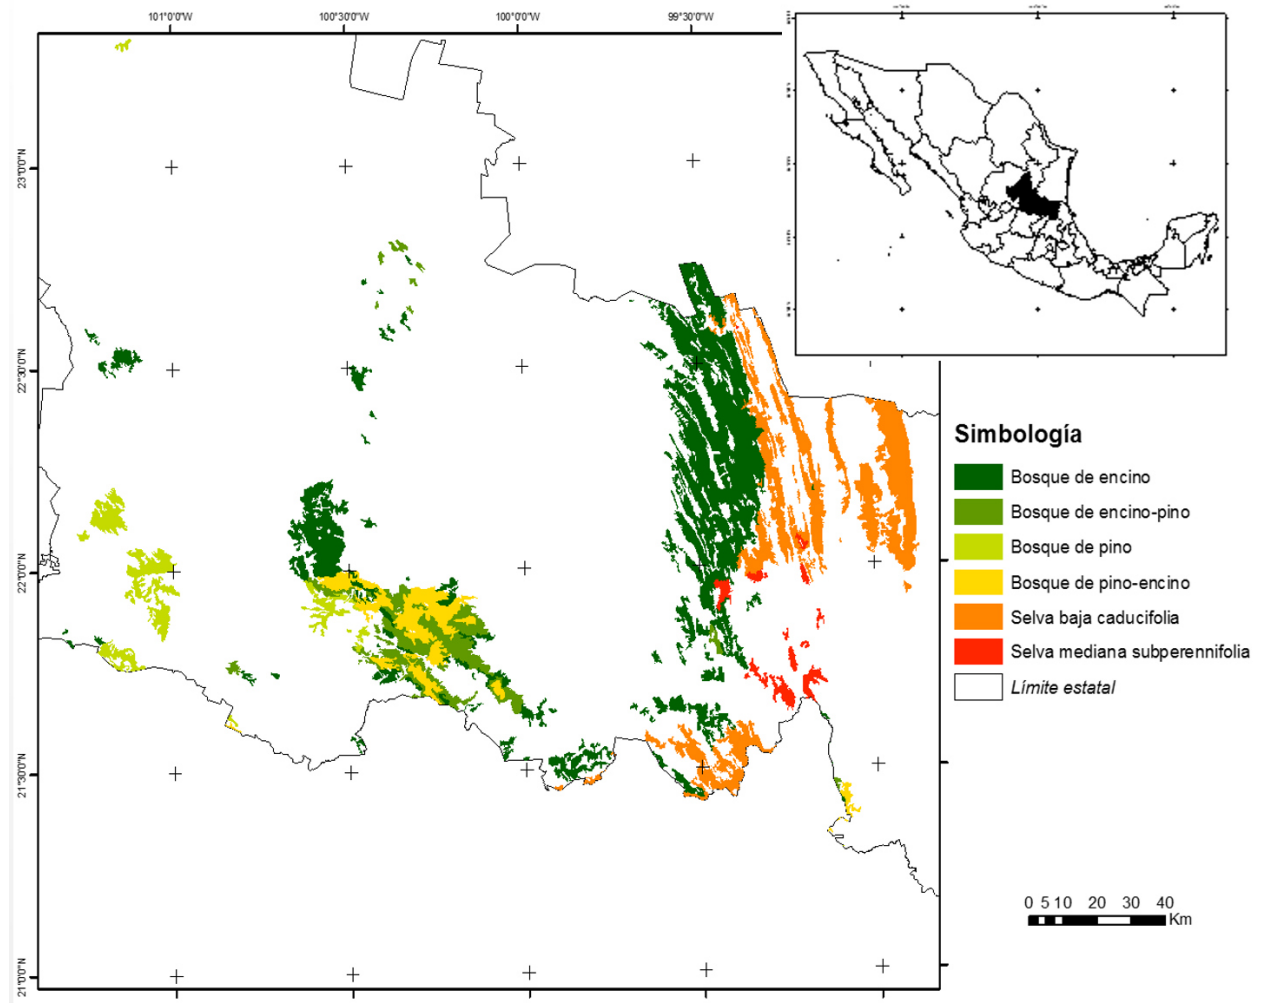 101°0'0"W
100°30'0"W
100°0'0"W
99°30'0"W
23°0'0"N
22°30'0"N
22°0'0"N
21°30'0"N
21°0'0"N
Simbología
Bosque de encino
Bosque de encino-pino
Bosque de pino
Bosque de pino-encino
Selva baja caducifolia
Selva mediana subperennifolia
Límite estatal
0 5 10 20 30 40
Km